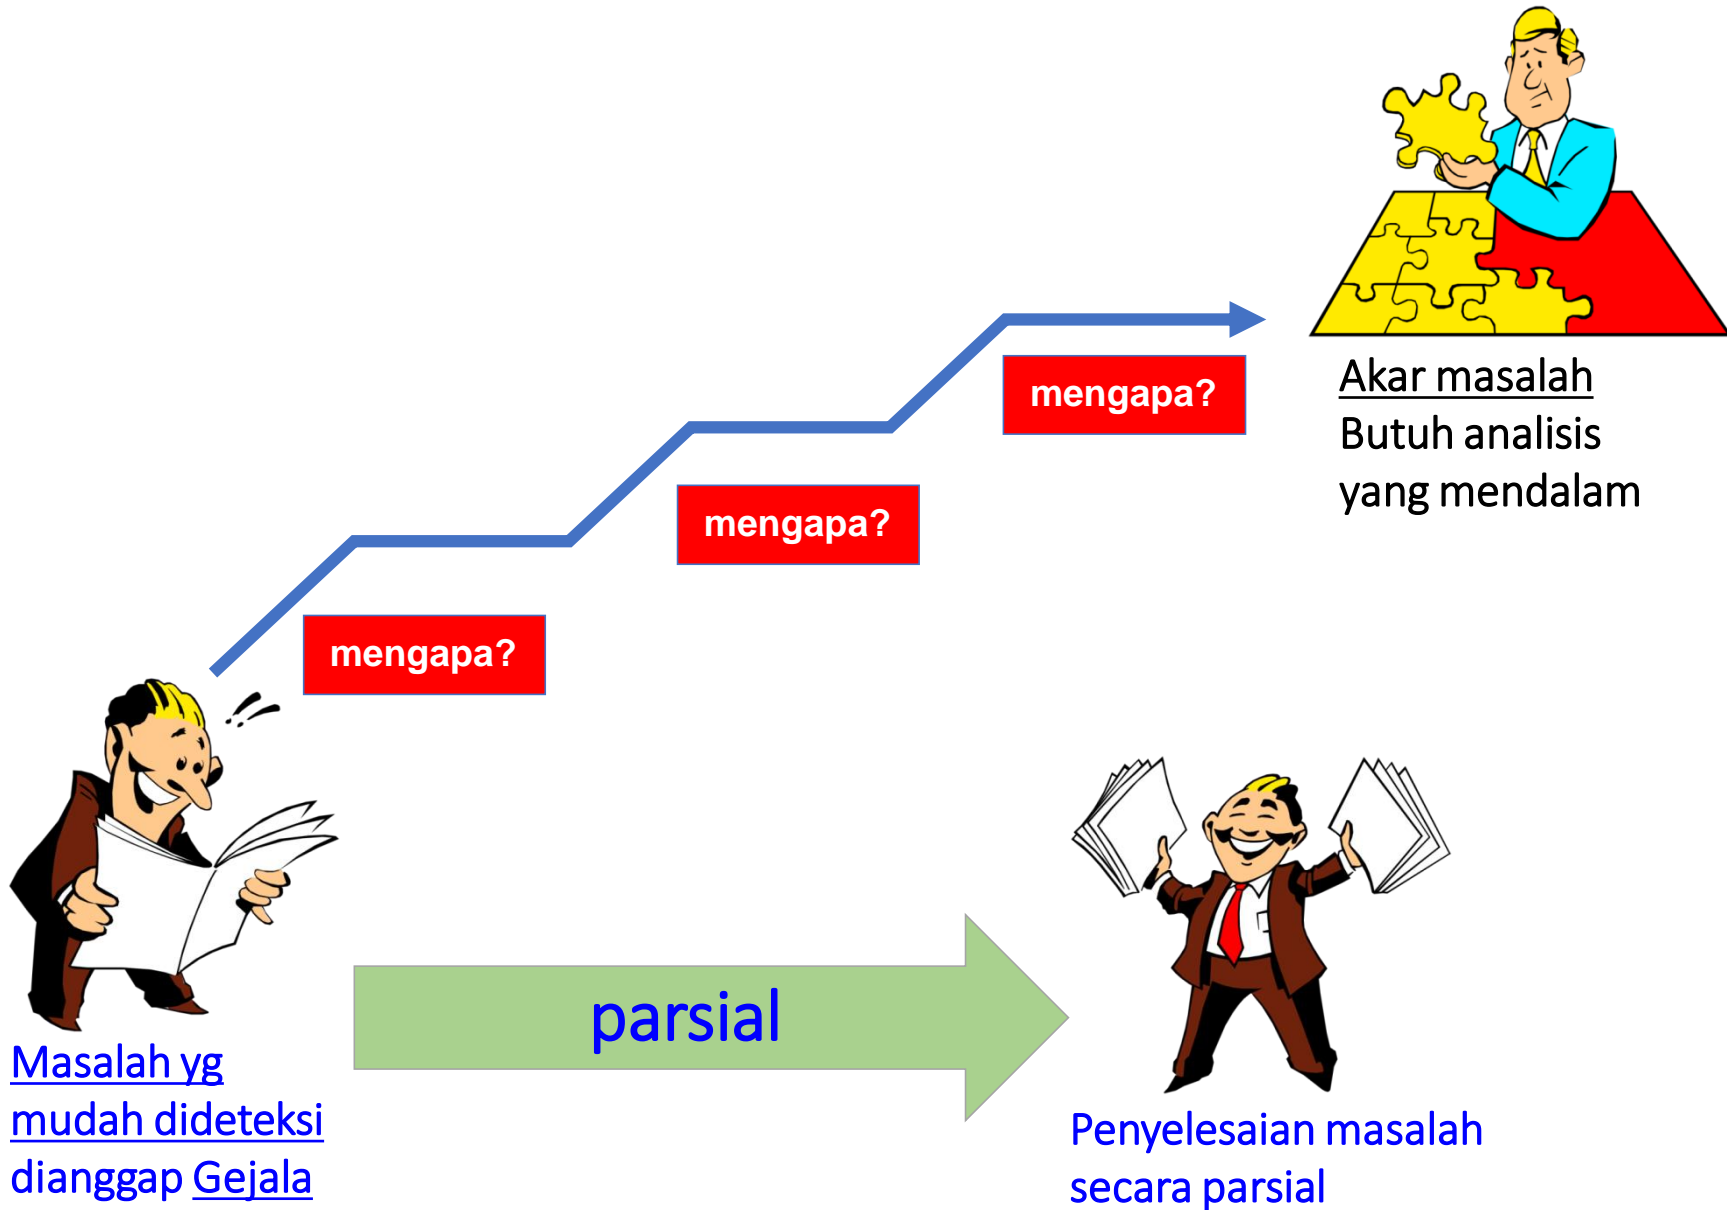 mengapa?
Akar masalah
Butuh analisis
yang mendalam
mengapa?
mengapa?
parsial
Masalah yg
mudah dideteksi
dianggap Gejala
Penyelesaian masalah
secara parsial